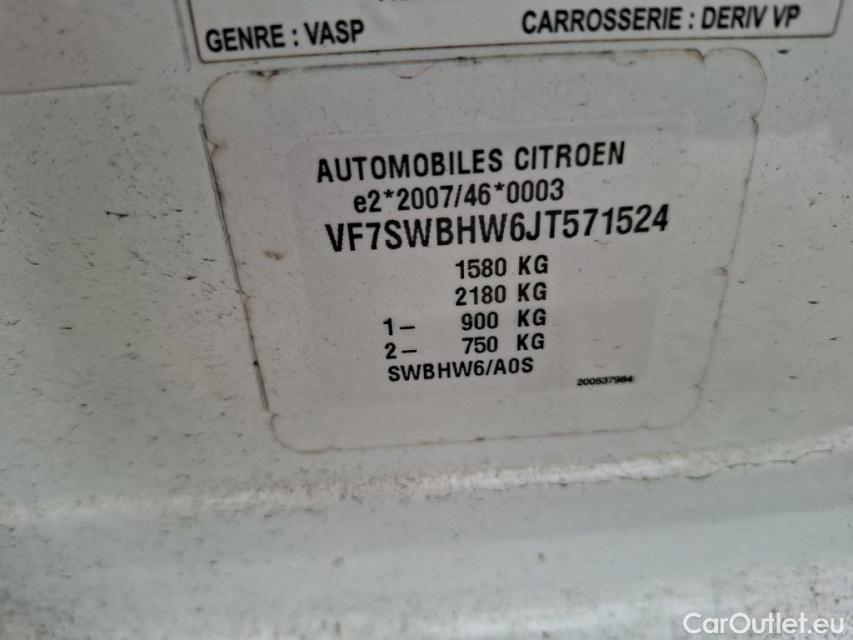 GENRE : VASP
CARROSSERIE : DERIV VP
AUTOMOBILES CITROEN
e2*2007/46*0003
VF7SWBHW6JT571524
1580 KG
2180 KG
1– 900 KG
2– 750 KG
SWBHW6/A0S
200537984
CarOutlet.eu